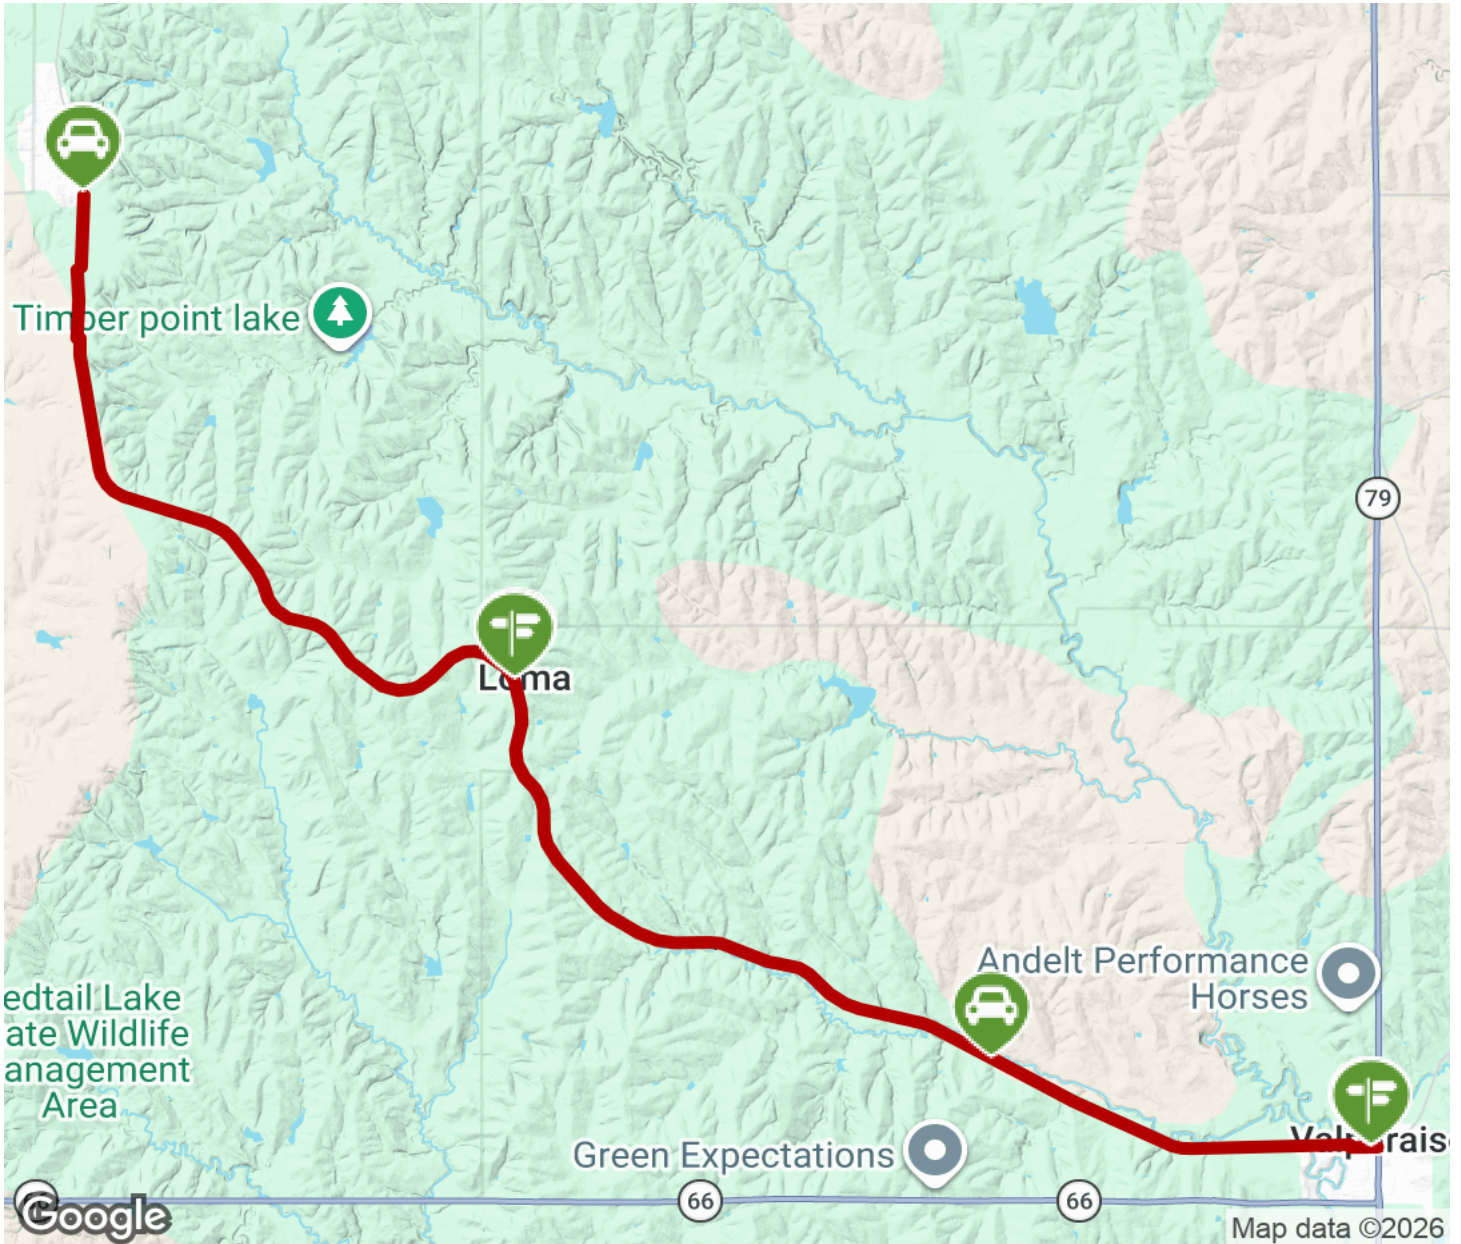 Timber point lake
79
Loma
Andelt Performance
Horses
edtail Lake
ate Wildlife
anagement
Area
Valparais
Green Expectations
66
66
Google
Map data ©2026